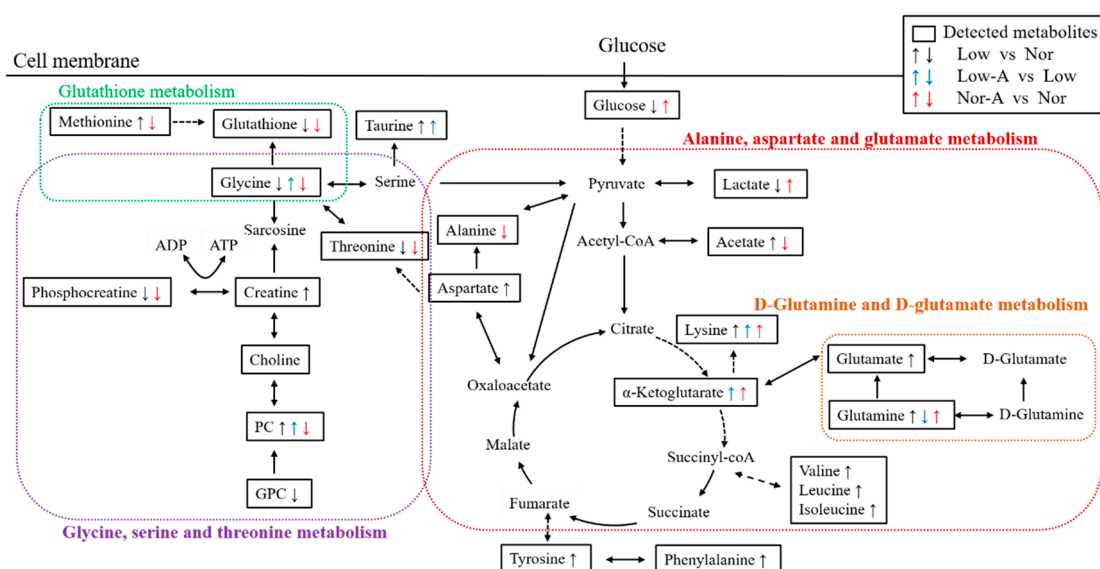 Glucose
Cell membrane
Detected metabolites
↑↓ Low vs Nor
↑↓ Low-A vs Low
↑↓ Nor-A vs Nor
Glutathione metabolism
Glucose ↓↑
Methionine ↑↓
Glutathione ↓↓
Taurine ↑↑
Alanine, aspartate and glutamate metabolism
Glycine ↓↑↓
Serine
Pyruvate
Lactate ↓↑
Sarcosine
Alanine ↓
Acetyl-CoA
Acetate ↑↓
ADP
ATP
Threonine ↓↓
Phosphocreatine ↓↓
Creatine ↑
Aspartate ↑
D-Glutamine and D-glutamate metabolism
Citrate
Lysine ↑↑↑
Choline
Glutamate ↑
D-Glutamate
Oxaloacetate
α-Ketoglutarate ↑↑
Glutamine ↑↓↑
D-Glutamine
PC ↑↑↓
Malate
Succinyl-coA
Valine ↑
Leucine ↑
Isoleucine ↑
GPC ↓
Fumarate
Succinate
Glycine, serine and threonine metabolism
Tyrosine ↑
Phenylalanine ↑